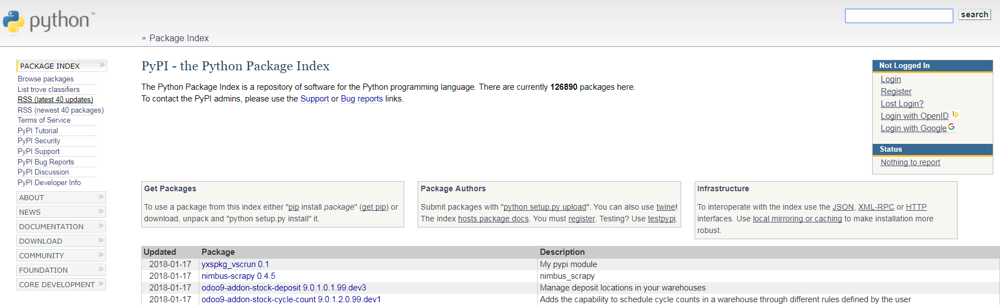 python™
search
» Package Index
PACKAGE INDEX »
Browse packages
List trove classifiers
RSS (latest 40 updates)
RSS (newest 40 packages)
Terms of Service
PyPI Tutorial
PyPI Security
PyPI Support
PyPI Bug Reports
PyPI Discussion
PyPI Developer Info
ABOUT »
NEWS »
DOCUMENTATION »
DOWNLOAD »
COMMUNITY »
FOUNDATION »
CORE DEVELOPMENT »
PyPI - the Python Package Index
The Python Package Index is a repository of software for the Python programming language. There are currently 126890 packages here.
To contact the PyPI admins, please use the Support or Bug reports links.
Not Logged In
Login
Register
Lost Login?
Login with OpenID lp
Login with Google G
Status
Nothing to report
Get Packages
To use a package from this index either "pip install package" (get pip) or
download, unpack and "python setup.py install" it.
Package Authors
Submit packages with "python setup.py upload". You can also use twine!
The index hosts package docs. You must register. Testing? Use testpypi.
Infrastructure
To interoperate with the index use the JSON, XML-RPC or HTTP
interfaces. Use local mirroring or caching to make installation more
robust.
Updated Package Description
2018-01-17 yxspkg_vscrun 0.1 My pypi module
2018-01-17 nimbus-scrapy 0.4.5 nimbus_scrapy
2018-01-17 odoo9-addon-stock-deposit 9.0.1.0.1.99.dev3 Manage deposit locations in your warehouses
2018-01-17 odoo9-addon-stock-cycle-count 9.0.1.2.0.99.dev1 Adds the capability to schedule cycle counts in a warehouse through different rules defined by the user